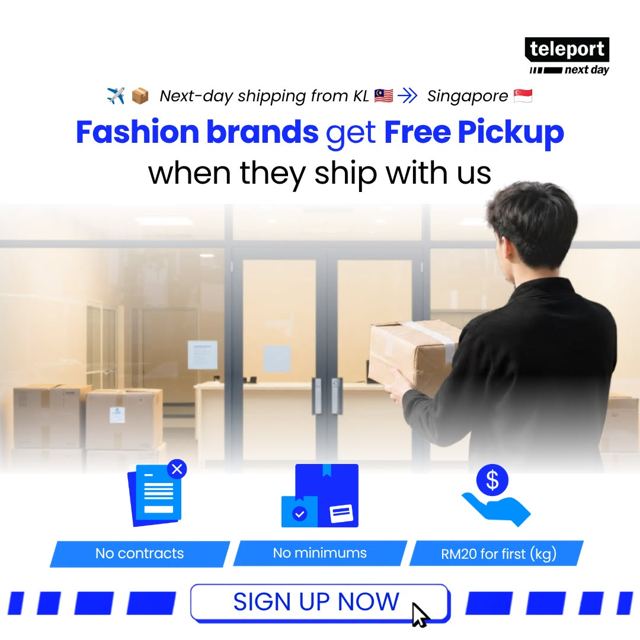 teleport
next day
✈️ 📦 Next-day shipping from KL 🇲🇾 >> Singapore 🇸🇬
Fashion brands get Free Pickup
when they ship with us
$
No contracts
No minimums
RM20 for first (kg)
SIGN UP NOW